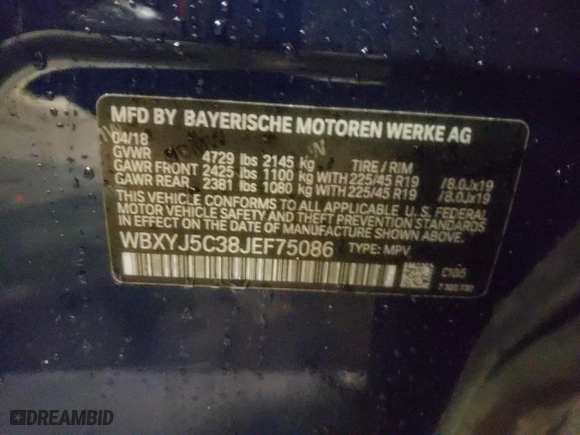 MFD BY BAYERISCHE MOTOREN WERKE AG
04/18
GVWR 4729 lbs 2145 kg TIRE / RIM
GAWR FRONT 2425 lbs 1100 kg WITH 225/45 R19 /8.0Jx19
GAWR REAR 2381 lbs 1080 kg WITH 225/45 R19 /8.0Jx19
THIS VEHICLE CONFORMS TO ALL APPLICABLE U.S. FEDERAL
MOTOR VEHICLE SAFETY AND THEFT PREVENTION STANDARDS
IN EFFECT ON THE DATE OF MANUFACTURE SHOWN ABOVE.
WBXYJ5C38JEF75086 TYPE: MPV
C10/5
DREAMBID